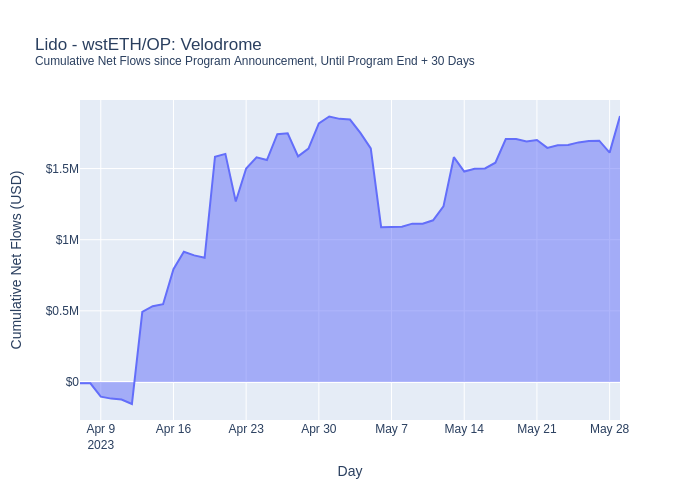 Lido - wstETH/OP: Velodrome
Cumulative Net Flows since Program Announcement, Until Program End + 30 Days
Cumulative Net Flows (USD)
$1.5M
$1M
$0.5M
$0
Apr 9 Apr 16 Apr 23 Apr 30 May 7 May 14 May 21 May 28
2023
Day